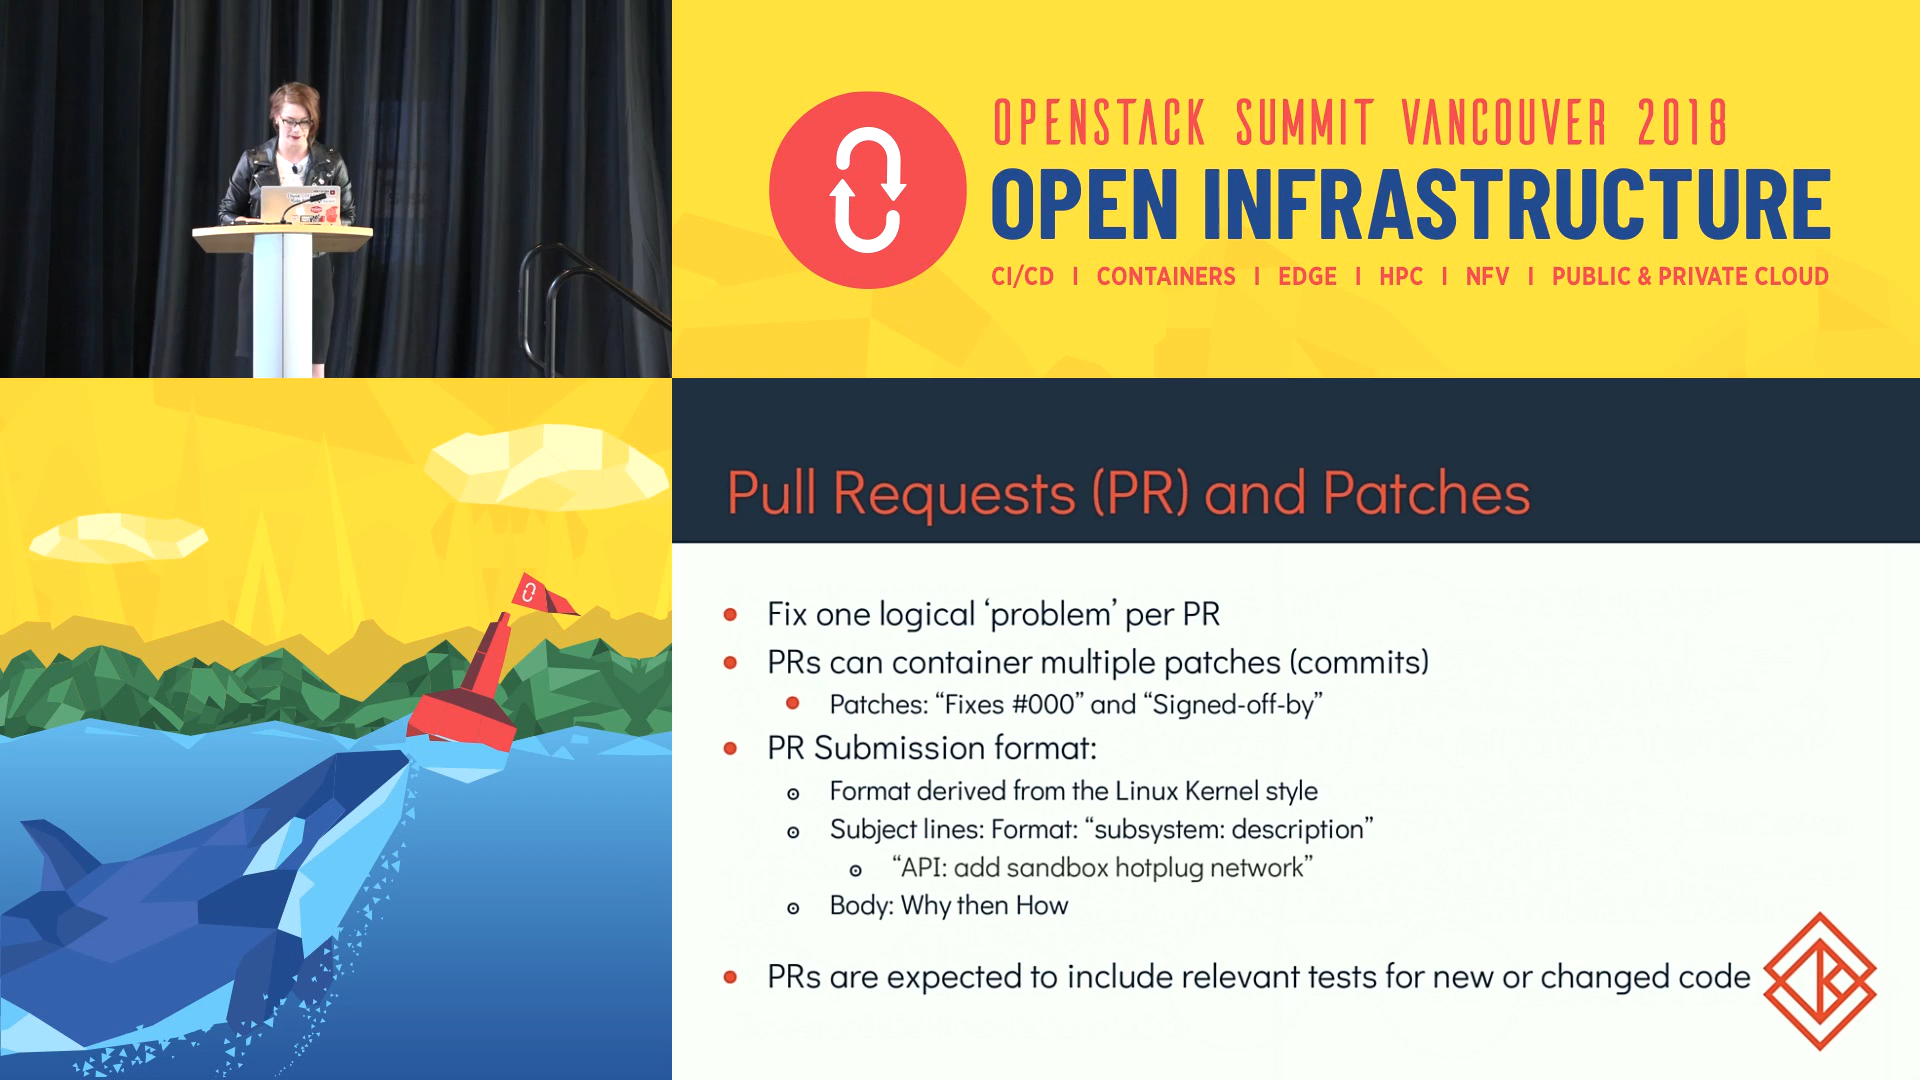 OPENSTACK SUMMIT VANCOUVER 2018
OPEN INFRASTRUCTURE
CI/CD | CONTAINERS | EDGE | HPC | NFV | PUBLIC & PRIVATE CLOUD
Pull Requests (PR) and Patches
Fix one logical ‘problem’ per PR
PRs can container multiple patches (commits)
Patches: “Fixes #000” and “Signed-off-by”
PR Submission format:
Format derived from the Linux Kernel style
Subject lines: Format: “subsystem: description”
“API: add sandbox hotplug network”
Body: Why then How
PRs are expected to include relevant tests for new or changed code